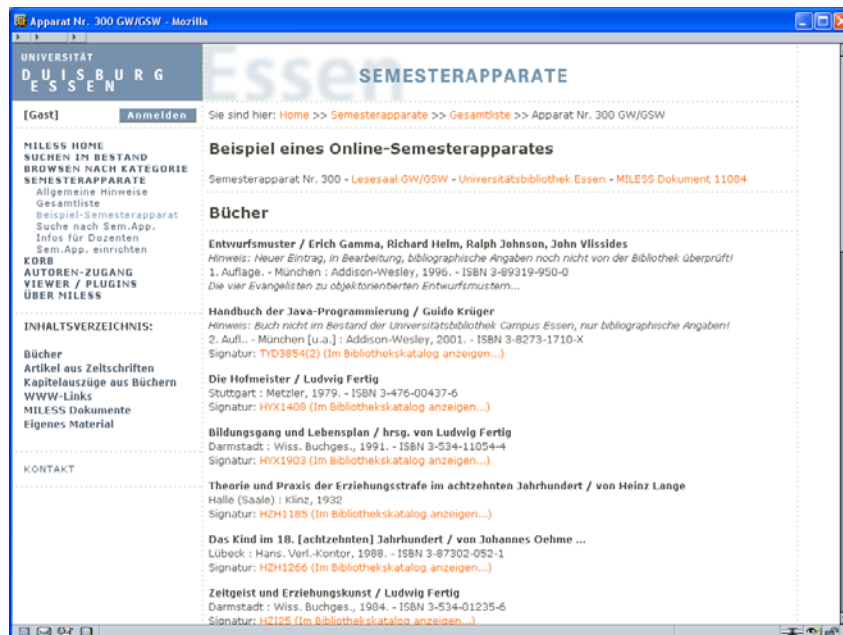 Apparat Nr. 300 GW/GSW - Mozilla
UNIVERSITÄT
DUISBURG
ESSEN
Essen
SEMESTERAPPARATE
[Gast]
Anmelden
Sie sind hier: Home >> Semesterapparate >> Gesamtliste >> Apparat Nr. 300 GW/GSW
MILESS HOME
SUCHEN IM BESTAND
BROWSEN NACH KATEGORIE
SEMESTERAPPARATE
Allgemeine Hinweise
Gesamtliste
Beispiel-Semesterapparat
Suche nach Sem.App.
Infos für Dozenten
Sem.App. einrichten
KORB
AUTOREN-ZUGANG
VIEWER / PLUGINS
ÜBER MILESS
INHALTSVERZEICHNIS:
Bücher
Artikel aus Zeitschriften
Kapitelauszüge aus Büchern
WWW-Links
MILESS Dokumente
Eigenes Material
KONTAKT
Beispiel eines Online-Semesterapparates
Semesterapparat Nr. 300 - Lesesaal GW/GSW - Universitätsbibliothek Essen - MILESS Dokument 11084
Bücher
Entwurfsmuster / Erich Gamma, Richard Helm, Ralph Johnson, John Vlissides
Hinweis: Neuer Eintrag, in Bearbeitung, bibliographische Angaben noch nicht von der Bibliothek überprüft!
1. Auflage. - München : Addison-Wesley, 1996. - ISBN 3-89319-950-0
Die vier Evangelisten zu objektorientierten Entwurfsmustern...
Handbuch der Java-Programmierung / Guido Krüger
Hinweis: Buch nicht im Bestand der Universitätsbibliothek Campus Essen, nur bibliographische Angaben!
2. Aufl.. - München [u.a.] : Addison-Wesley, 2001. - ISBN 3-8273-1710-X
Signatur: TYD3854(2) (Im Bibliothekskatalog anzeigen...)
Die Hofmeister / Ludwig Fertig
Stuttgart : Metzler, 1979. - ISBN 3-476-00437-6
Signatur: HYX1408 (Im Bibliothekskatalog anzeigen...)
Bildungsgang und Lebensplan / hrsg. von Ludwig Fertig
Darmstadt : Wiss. Buchges., 1991. - ISBN 3-534-11054-4
Signatur: HYX1903 (Im Bibliothekskatalog anzeigen...)
Theorie und Praxis der Erziehungsstrafe im achtzehnten Jahrhundert / von Heinz Lange
Halle (Saale) : Klinz, 1932
Signatur: HZH1185 (Im Bibliothekskatalog anzeigen...)
Das Kind im 18. [achtzehnten] Jahrhundert / von Johannes Oehme ...
Lübeck : Hans. Verl.-Kontor, 1988. - ISBN 3-87302-052-1
Signatur: HZH1266 (Im Bibliothekskatalog anzeigen...)
Zeitgeist und Erziehungskunst / Ludwig Fertig
Darmstadt : Wiss. Buchges., 1984. - ISBN 3-534-01235-6
Signatur: HZI25 (Im Bibliothekskatalog anzeigen...)